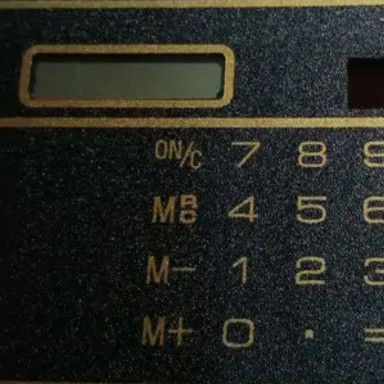 ON/C 7 8 9
MRC 4 5 6
M− 1 2 3
M+ 0 . =